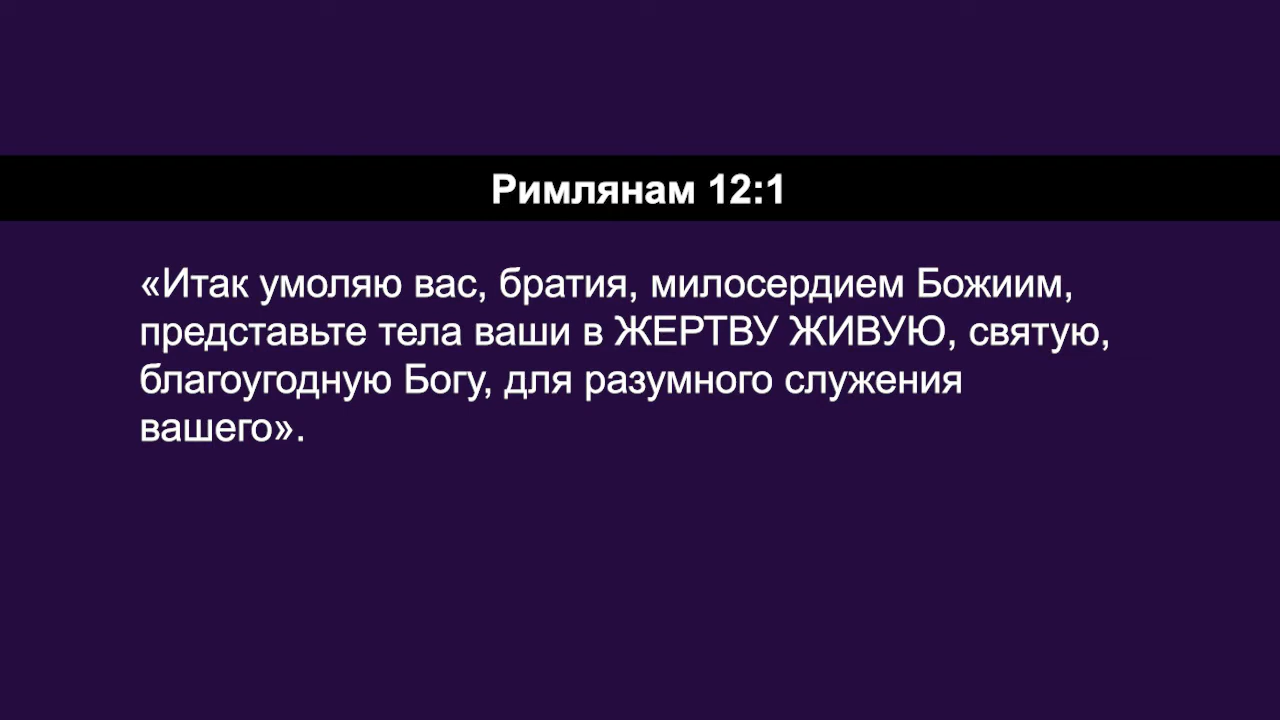 Римлянам 12:1
«Итак умоляю вас, братия, милосердием Божиим,
представьте тела ваши в ЖЕРТВУ ЖИВУЮ, святую,
благоугодную Богу, для разумного служения
вашего».